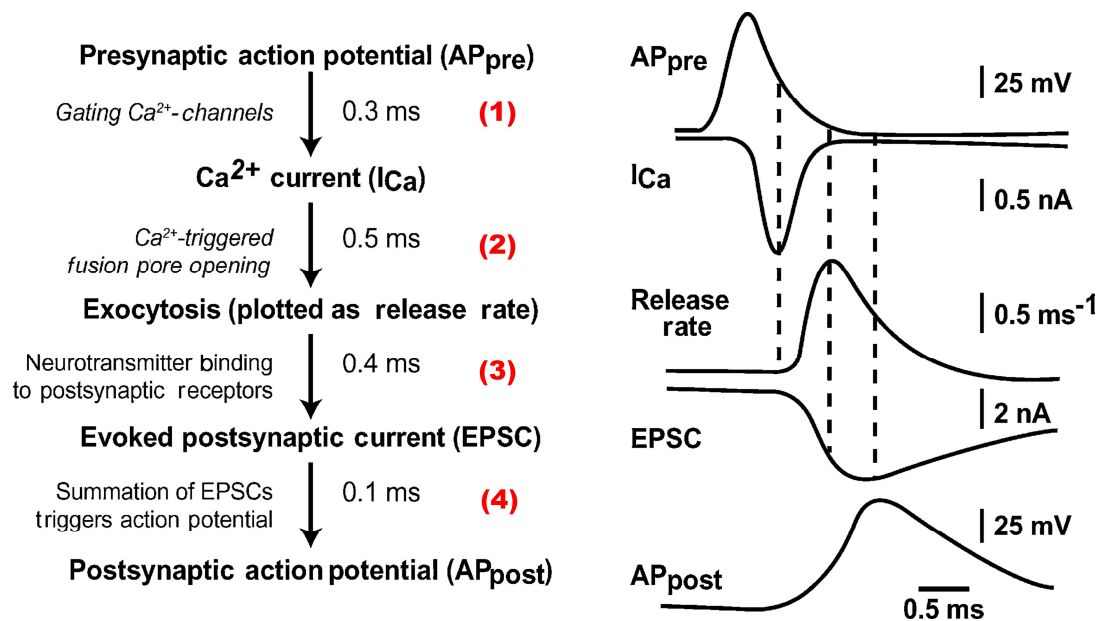 Presynaptic action potential (APpre)
Gating Ca²⁺-channels
0.3 ms
(1)
Ca²⁺ current (ICa)
Ca²⁺-triggered
fusion pore opening
0.5 ms
(2)
Exocytosis (plotted as release rate)
Neurotransmitter binding
to postsynaptic receptors
0.4 ms
(3)
Evoked postsynaptic current (EPSC)
Summation of EPSCs
triggers action potential
0.1 ms
(4)
Postsynaptic action potential (APpost)
APpre
25 mV
ICa
0.5 nA
Release
rate
0.5 ms⁻¹
2 nA
EPSC
25 mV
APpost
0.5 ms